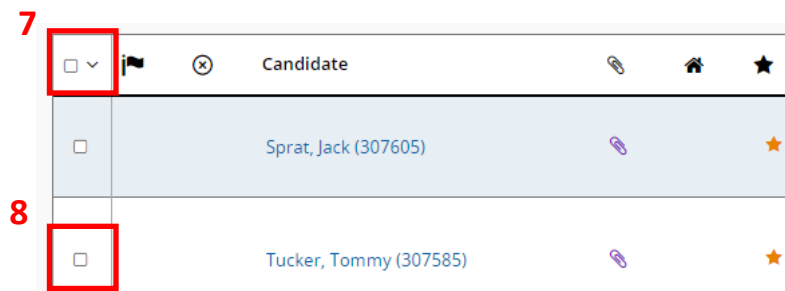 7
Candidate
Sprat, Jack (307605)
8
Tucker, Tommy (307585)